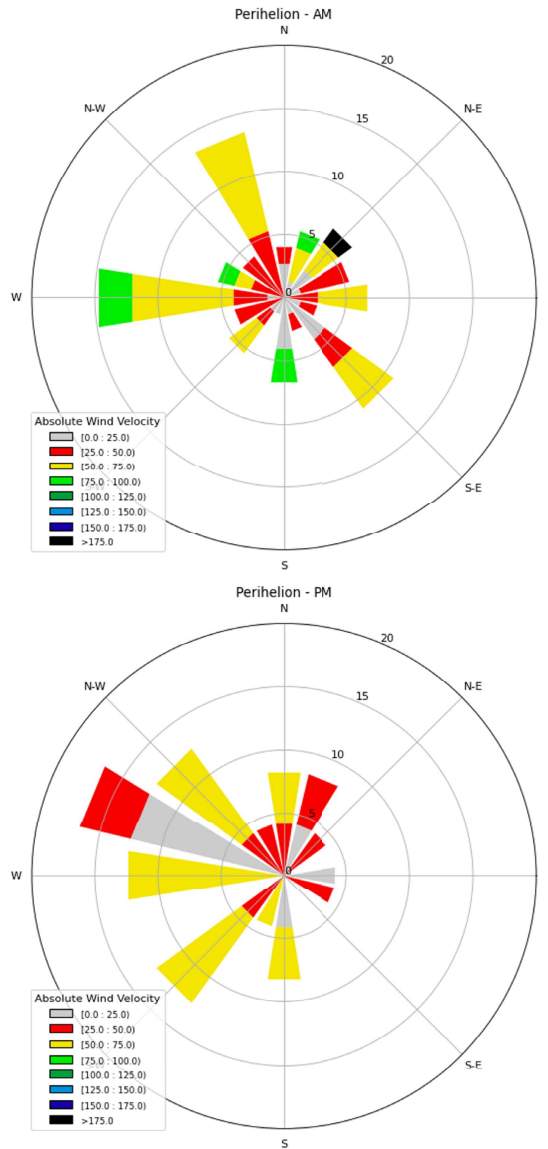 Perihelion - AM
N
20
N-W
N-E
15
10
5
W
0
Absolute Wind Velocity
[0.0 : 25.0)
[25.0 : 50.0)
[50.0 : 75.0)
[75.0 : 100.0)
[100.0 : 125.0)
[125.0 : 150.0)
[150.0 : 175.0)
>175.0
S-E
S
Perihelion - PM
N
20
N-W
N-E
15
10
5
W
0
Absolute Wind Velocity
[0.0 : 25.0)
[25.0 : 50.0)
[50.0 : 75.0)
[75.0 : 100.0)
[100.0 : 125.0)
[125.0 : 150.0)
[150.0 : 175.0)
>175.0
S-E
S